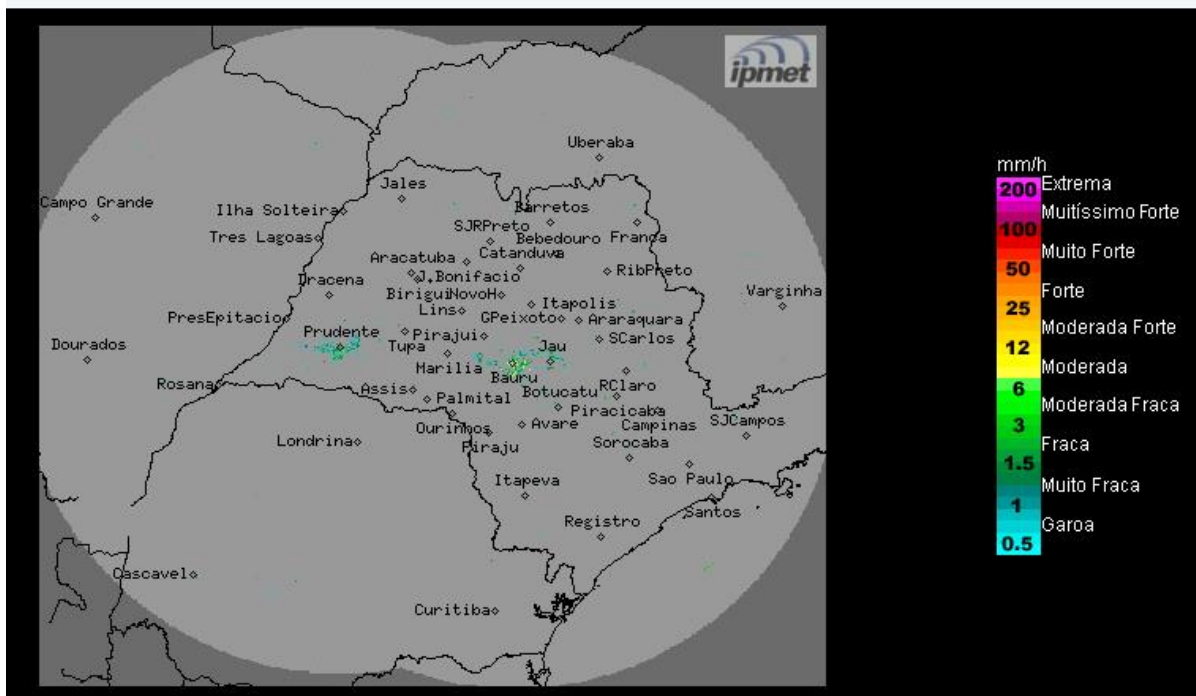 ipmet
Uberaba
Jales
Campo Grande
Ilha Solteira
Barretos
SJRPreto
Tres Lagoas
Bebedouro
Franca
Aracatuba
Catanduva
J.Bonifacio
RibPreto
Dracena
Birigui
NovoH
Itapolis
Varginha
Lins
PresEpitacio
GPeixoto
Araraquara
Prudente
Pirajui
SCarlos
Dourados
Tupa
Jau
Marilia
Bauru
Rosana
Assis
Botucatu
RClaro
Palmital
Piracicaba
Ourinhos
Avare
Campinas
SJCampos
Londrina
Piraju
Sorocaba
Itapeva
Sao Paulo
Santos
Registro
Cascavel
Curitiba
mm/h
200 Extrema
Muitíssimo Forte
100
Muito Forte
50
Forte
25
Moderada Forte
12
Moderada
6
Moderada Fraca
3
Fraca
1.5
Muito Fraca
1
Garoa
0.5